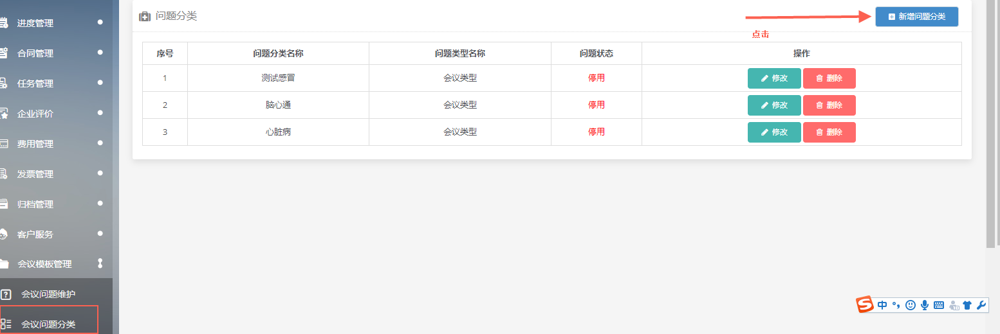 问题分类
新增问题分类
点击
序号 问题分类名称 问题类型名称 问题状态 操作
1 测试感冒 会议类型 停用 修改 删除
2 脑心通 会议类型 停用 修改 删除
3 心脏病 会议类型 停用 修改 删除
进度管理
合同管理
任务管理
企业评价
费用管理
发票管理
归档管理
客户服务
会议模板管理
会议问题维护
会议问题分类
中